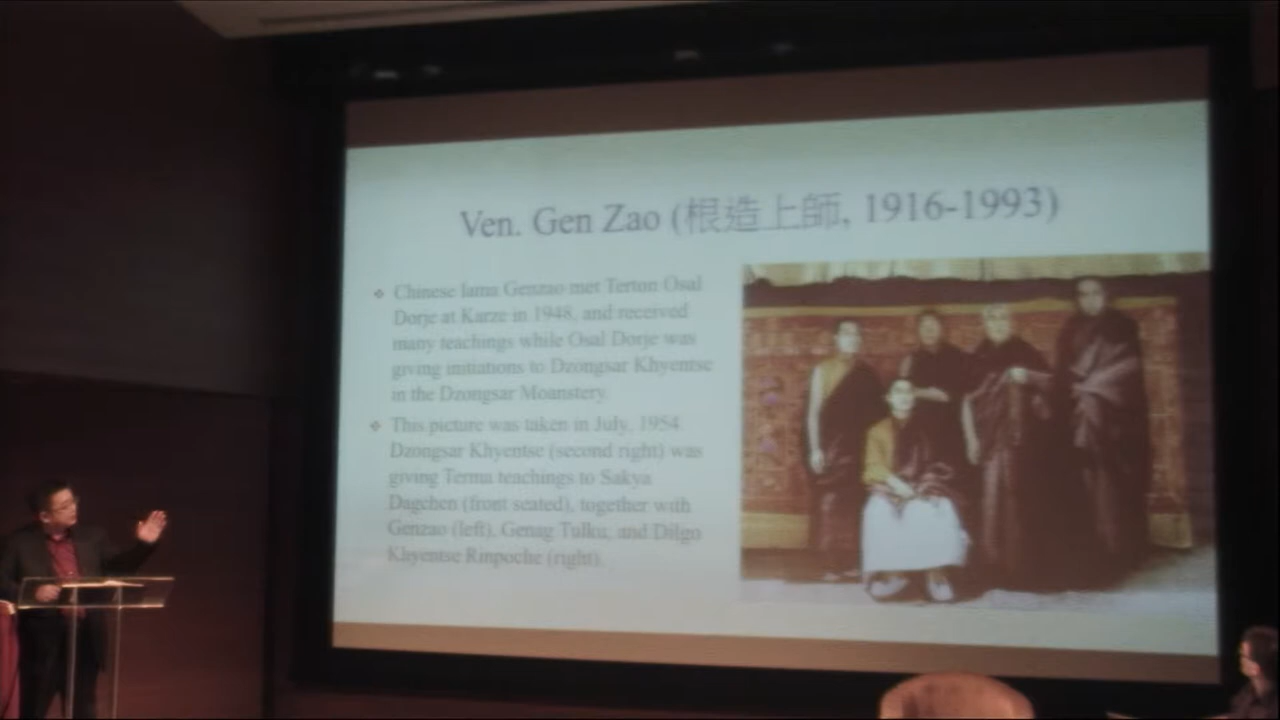 Ven. Gen Zao (根造上師, 1916-1993)
❖ Chinese lama Genzao met Terton Osal
Dorje at Karze in 1948, and received
many teachings while Osal Dorje was
giving initiations to Dzongsar Khyentse
in the Dzongsar Moanstery.
❖ This picture was taken in July, 1954.
Dzongsar Khyentse (second right) was
giving Terma teachings to Sakya
Dagchen (front seated), together with
Genzao (left), Genag Tulku, and Dilgo
Khyentse Rinpoche (right).